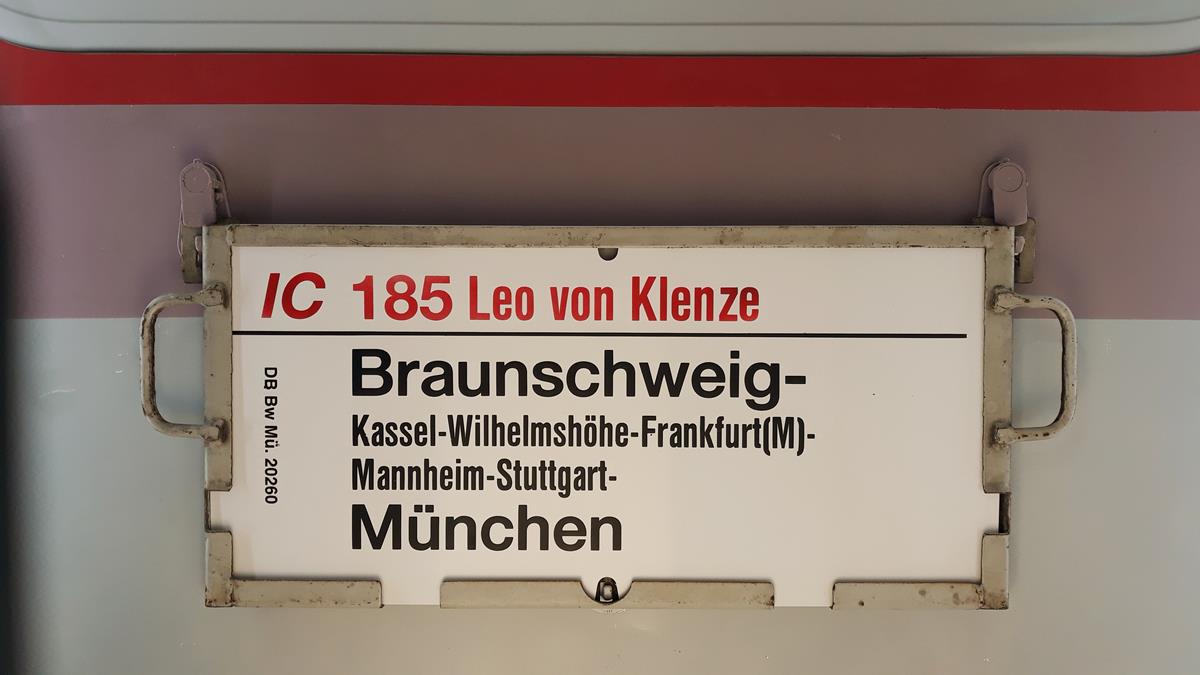 IC 185 Leo von Klenze
Braunschweig-
Kassel-Wilhelmshöhe-Frankfurt(M)-
Mannheim-Stuttgart-
München
DB Bw Mü. 20260